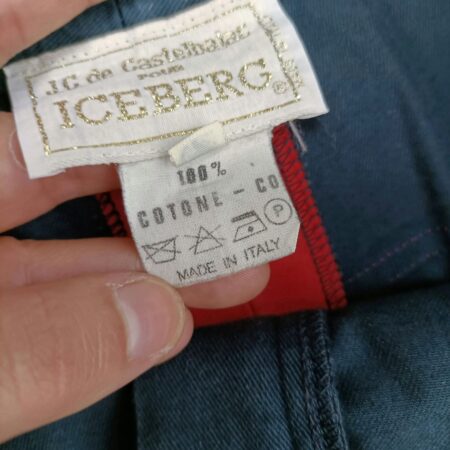 J.C de Castelbajac
POUR
ICEBERG®
100%
COTONE - CO
P
MADE IN ITALY